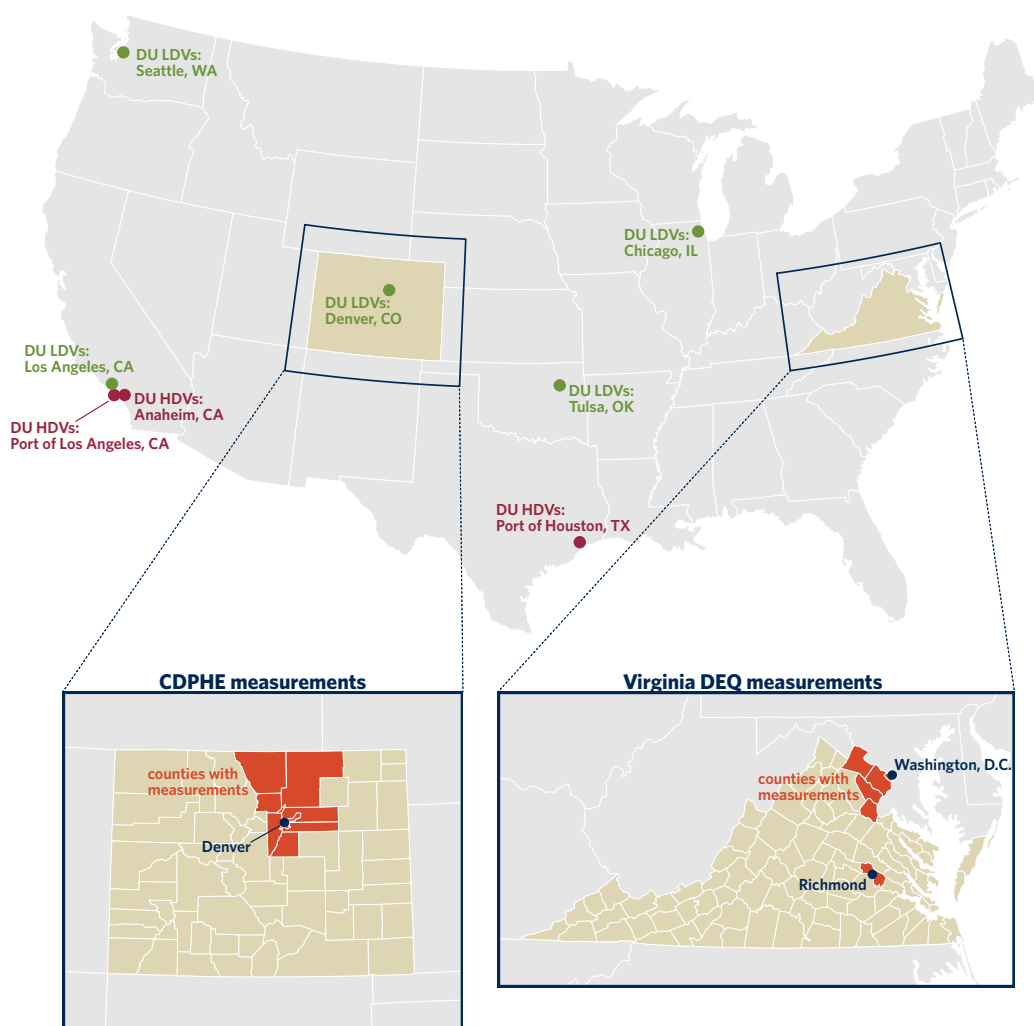 DU LDVs:
Seattle, WA
DU LDVs:
Chicago, IL
DU LDVs:
Denver, CO
DU LDVs:
Los Angeles, CA
DU HDVs:
Anaheim, CA
DU LDVs:
Tulsa, OK
DU HDVs:
Port of Los Angeles, CA
DU HDVs:
Port of Houston, TX
CDPHE measurements
counties with
measurements
Denver
Virginia DEQ measurements
Washington, D.C.
counties with
measurements
Richmond